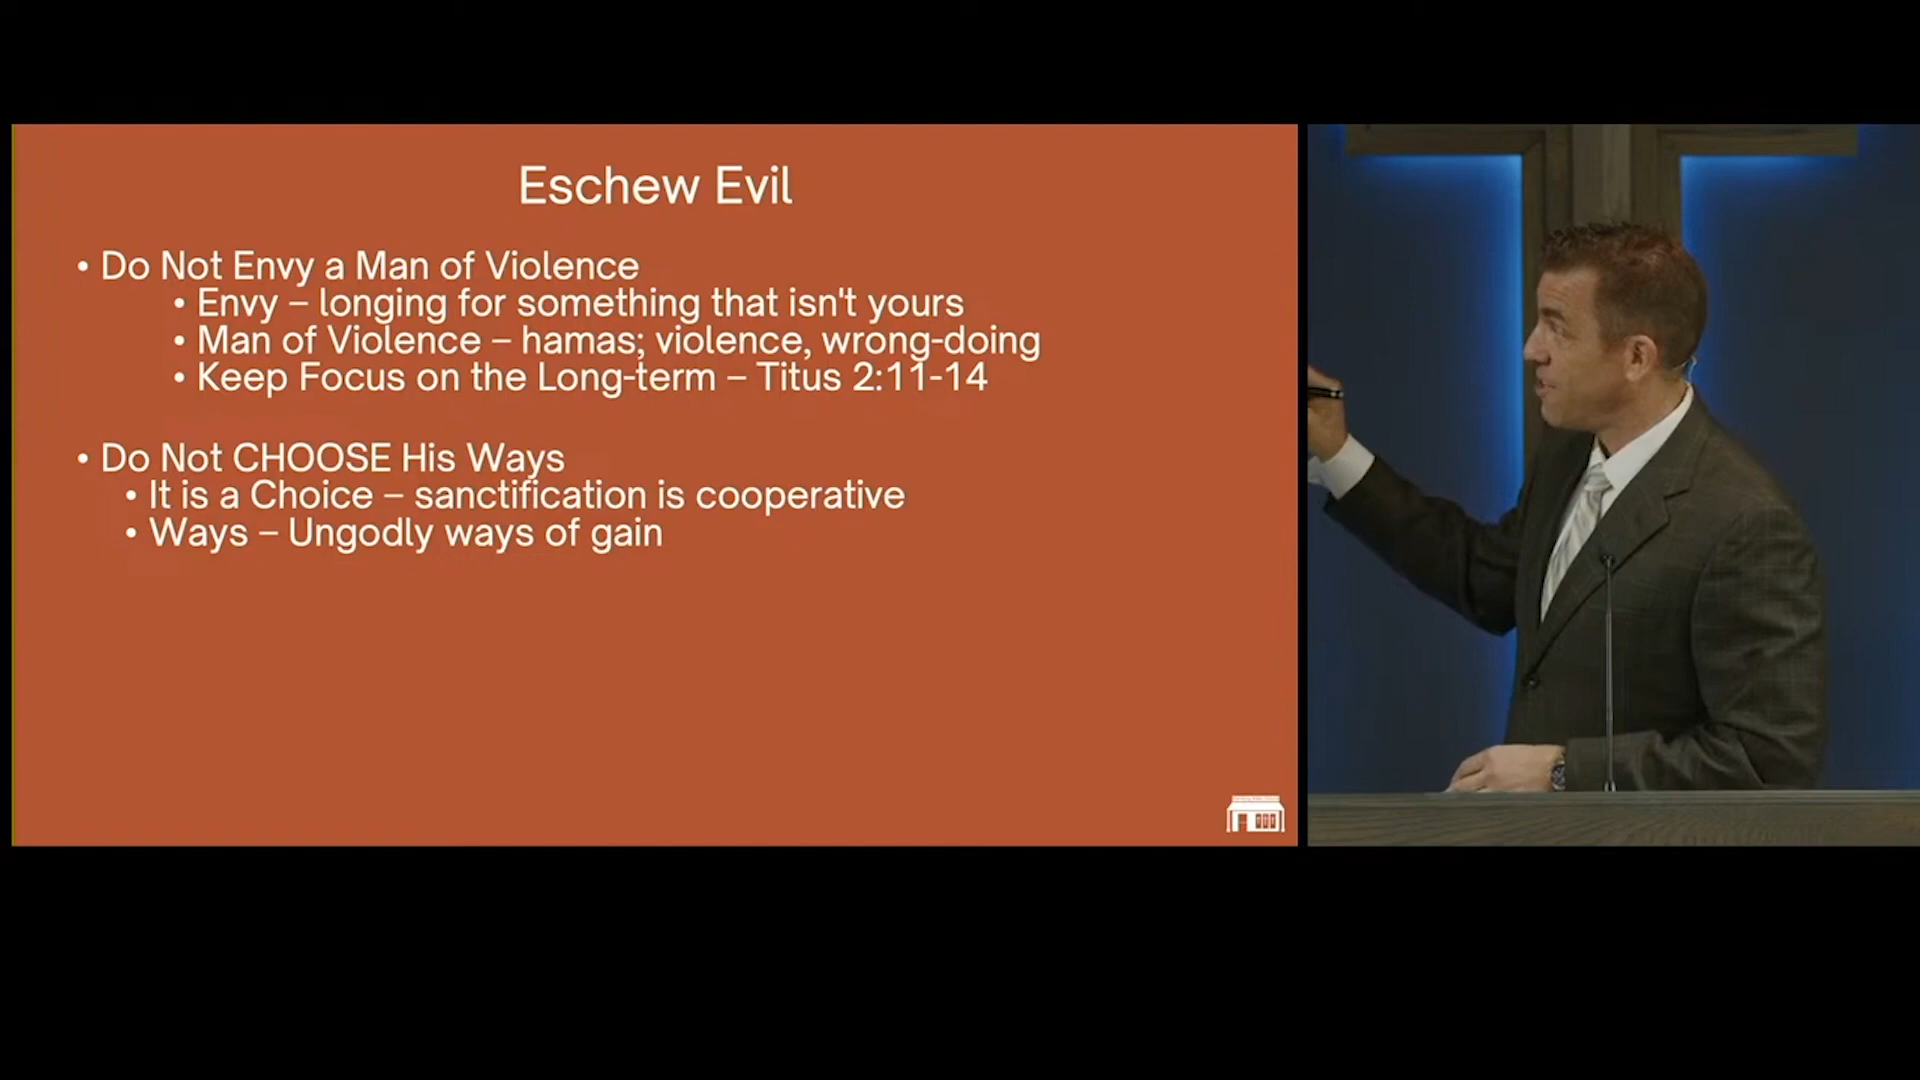 Eschew Evil
• Do Not Envy a Man of Violence
• Envy – longing for something that isn't yours
• Man of Violence – hamas; violence, wrong-doing
• Keep Focus on the Long-term – Titus 2:11-14
• Do Not CHOOSE His Ways
• It is a Choice – sanctification is cooperative
• Ways – Ungodly ways of gain